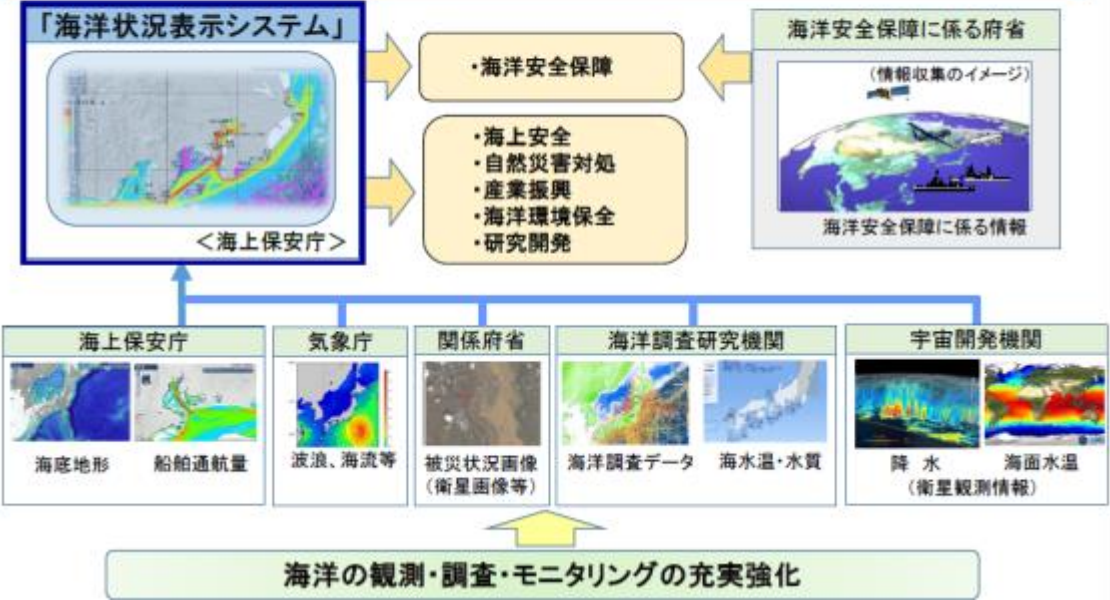 「海洋状況表示システム」
<海上保安庁>
・海洋安全保障
・海上安全
・自然災害対処
・産業振興
・海洋環境保全
・研究開発
海洋安全保障に係る府省
(情報収集のイメージ)
海洋安全保障に係る情報
海上保安庁
海底地形
船舶通航量
気象庁
波浪、海流等
関係府省
被災状況画像
(衛星画像等)
海洋調査研究機関
海洋調査データ
海水温・水質
宇宙開発機関
降 水
海面水温
(衛星観測情報)
海洋の観測・調査・モニタリングの充実強化